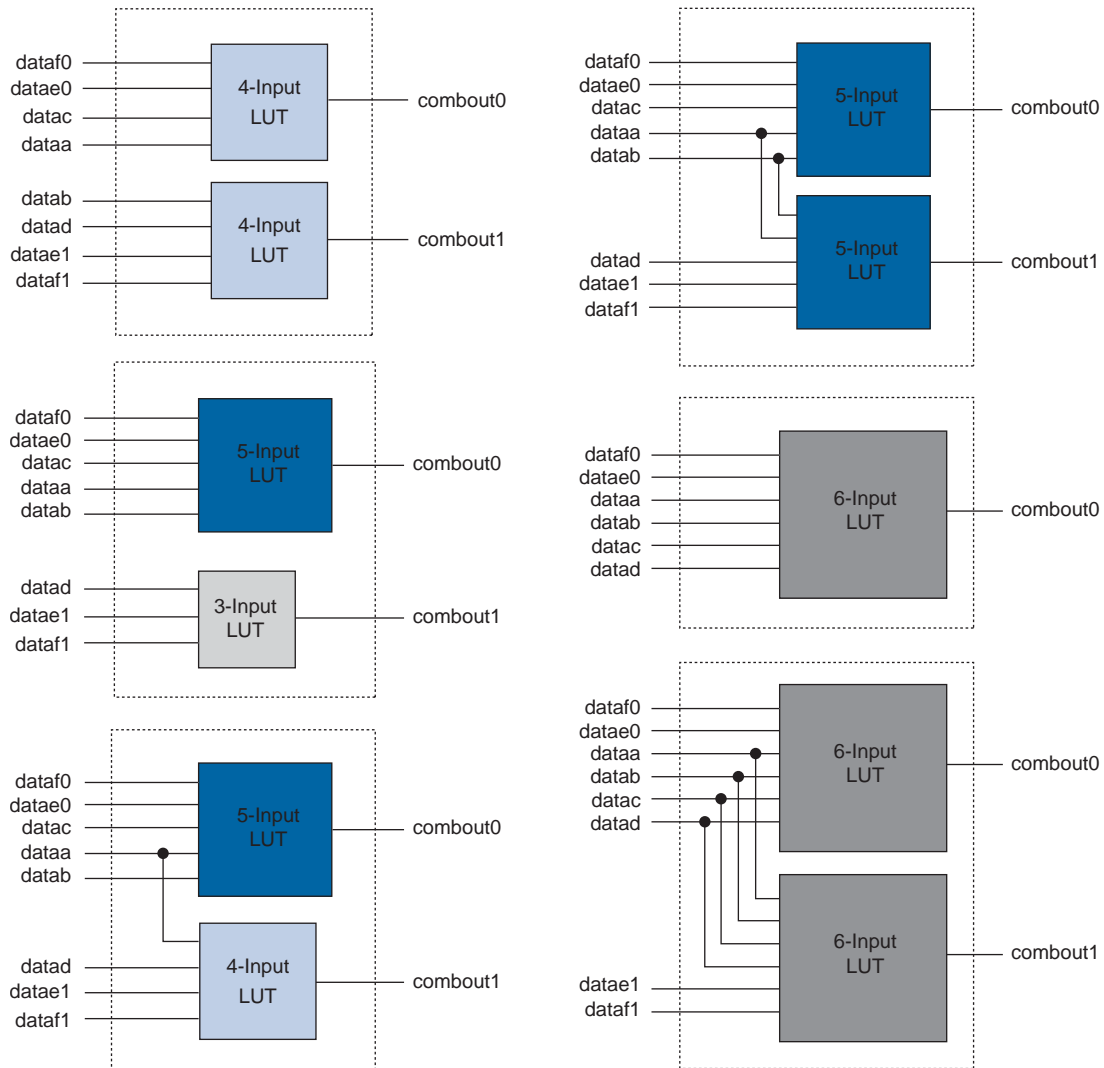 dataf0
datae0
datac
dataa
4-Input
LUT
combout0
datab
datad
datae1
dataf1
4-Input
LUT
combout1
dataf0
datae0
datac
dataa
datab
5-Input
LUT
combout0
datad
datae1
dataf1
3-Input
LUT
combout1
dataf0
datae0
datac
dataa
datab
5-Input
LUT
combout0
datad
datae1
dataf1
4-Input
LUT
combout1
dataf0
datae0
datac
dataa
datab
5-Input
LUT
combout0
datad
datae1
dataf1
5-Input
LUT
combout1
dataf0
datae0
dataa
datab
datac
datad
6-Input
LUT
combout0
dataf0
datae0
dataa
datab
datac
datad
6-Input
LUT
combout0
datae1
dataf1
6-Input
LUT
combout1